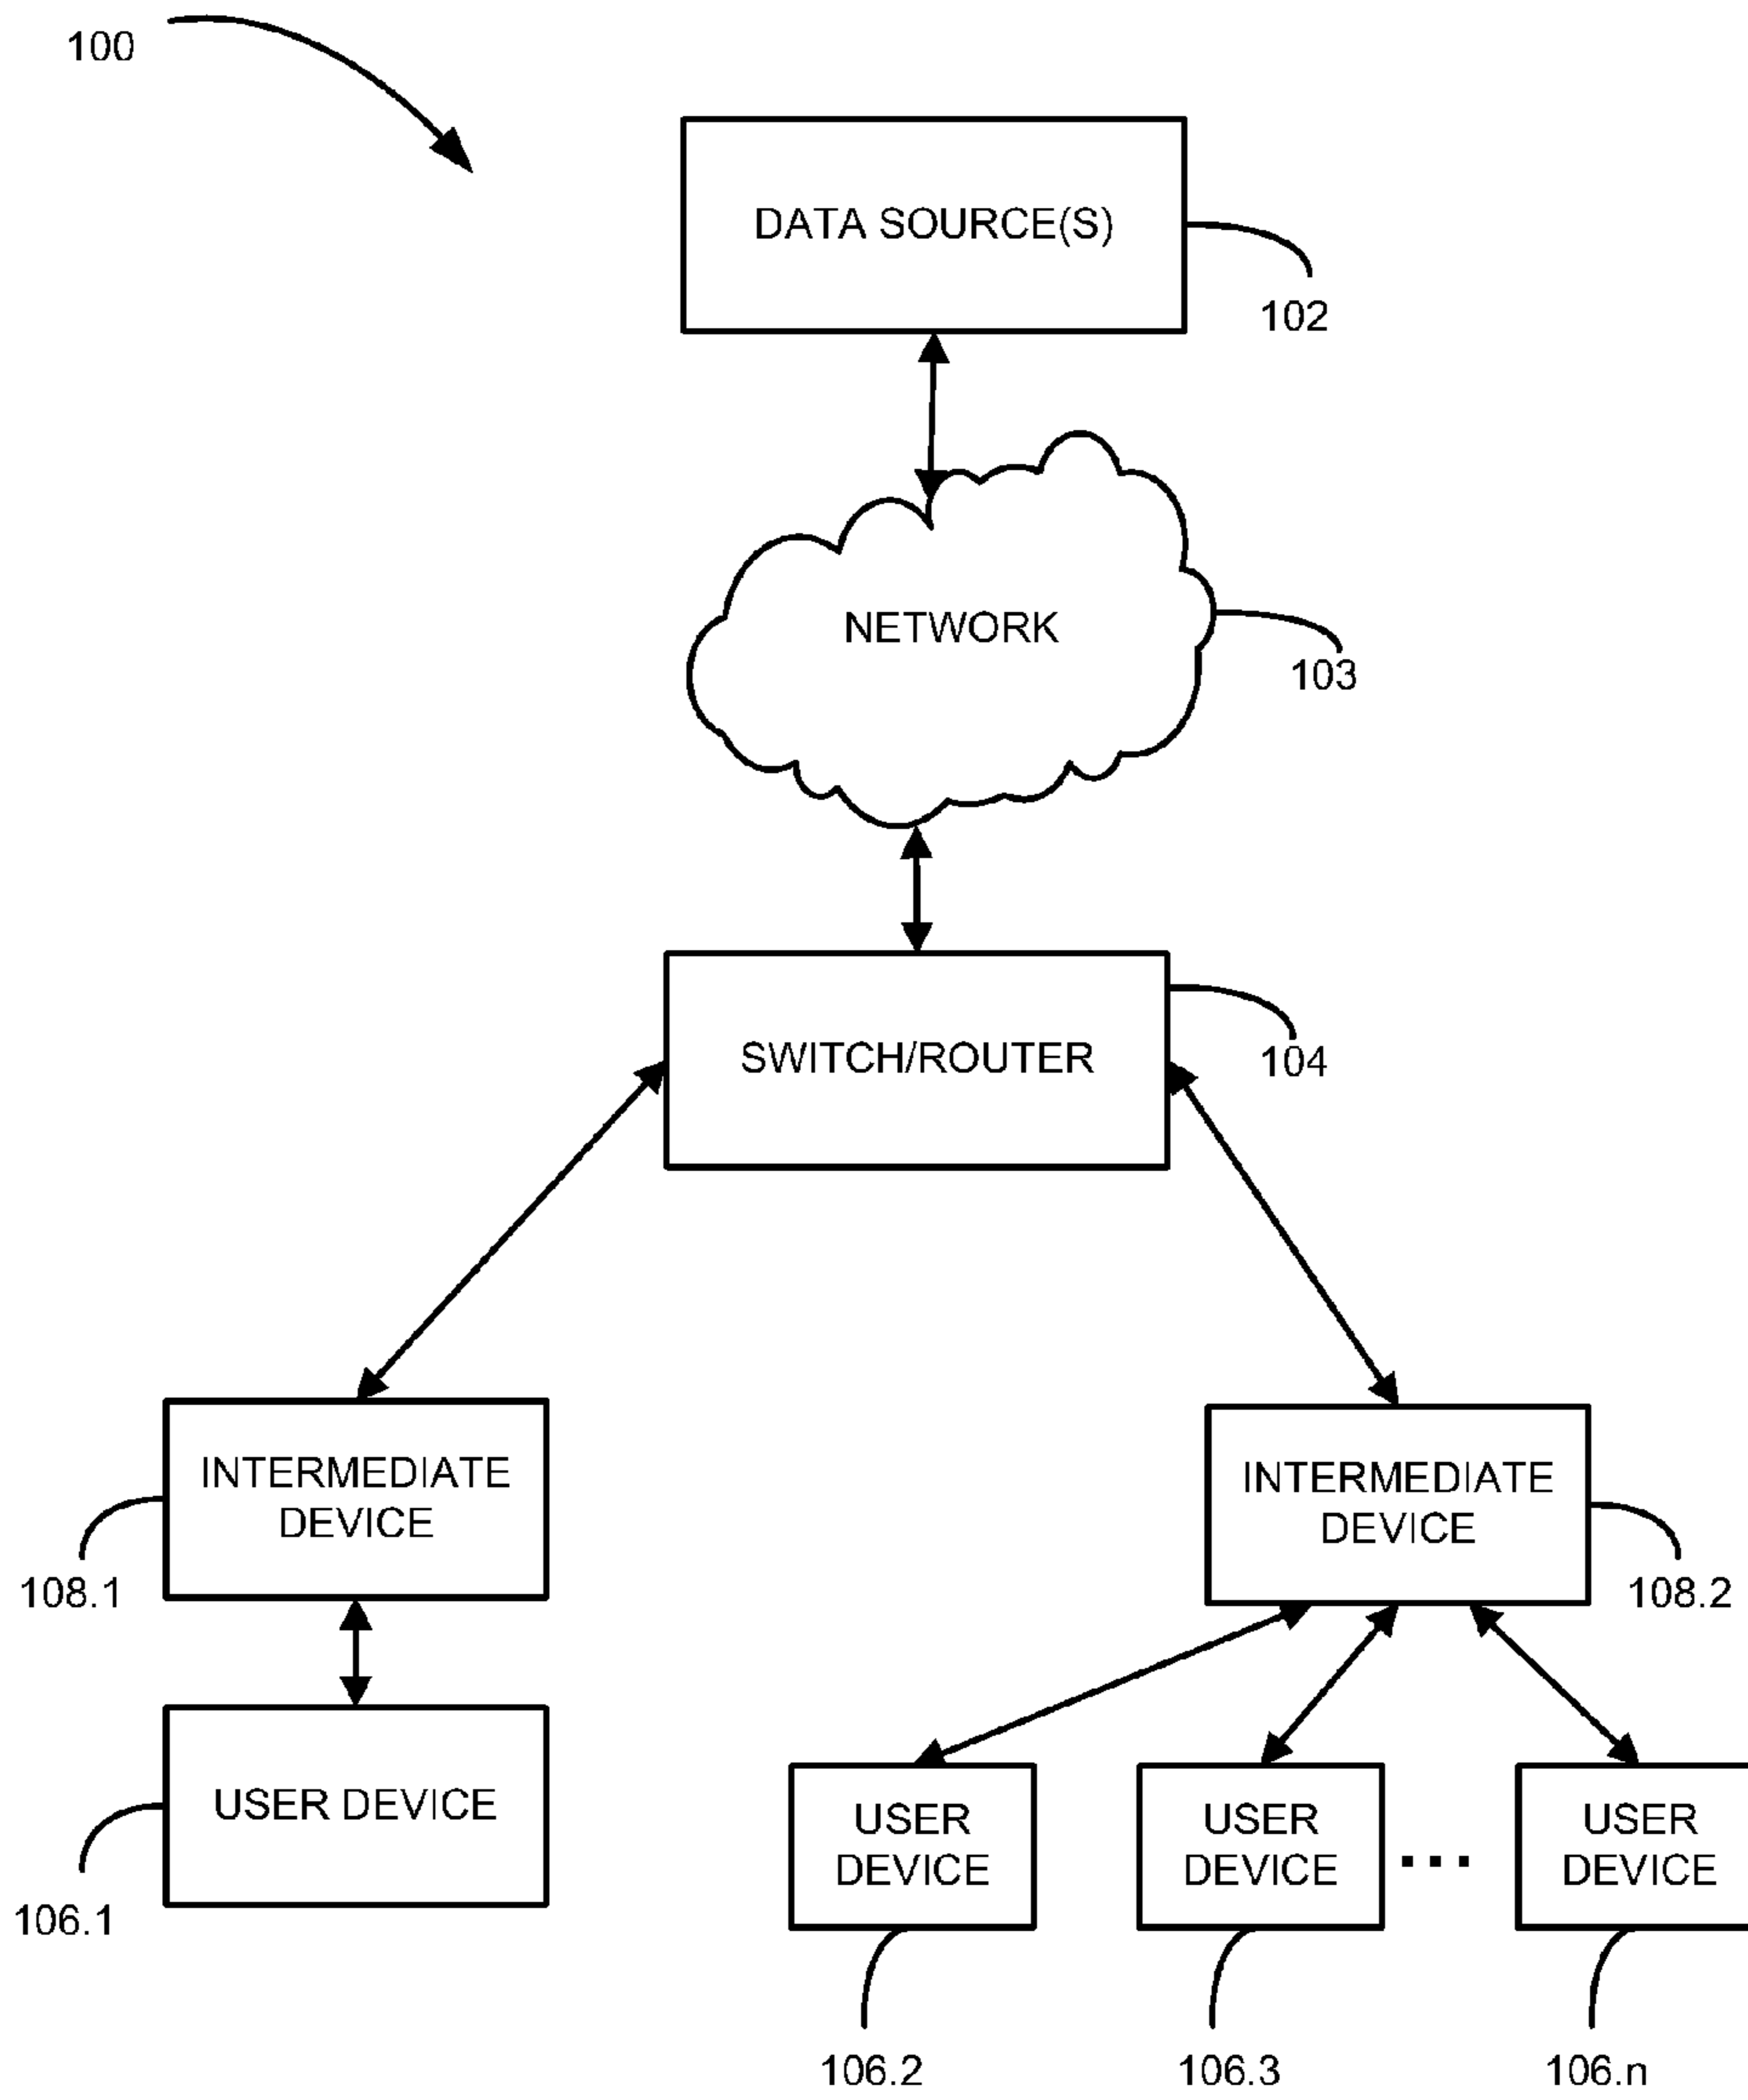 100
DATA SOURCE(S)
102
NETWORK
103
SWITCH/ROUTER
104
INTERMEDIATE
DEVICE
108.1
INTERMEDIATE
DEVICE
108.2
USER DEVICE
106.1
USER
DEVICE
106.2
USER
DEVICE
106.3
...
USER
DEVICE
106.n